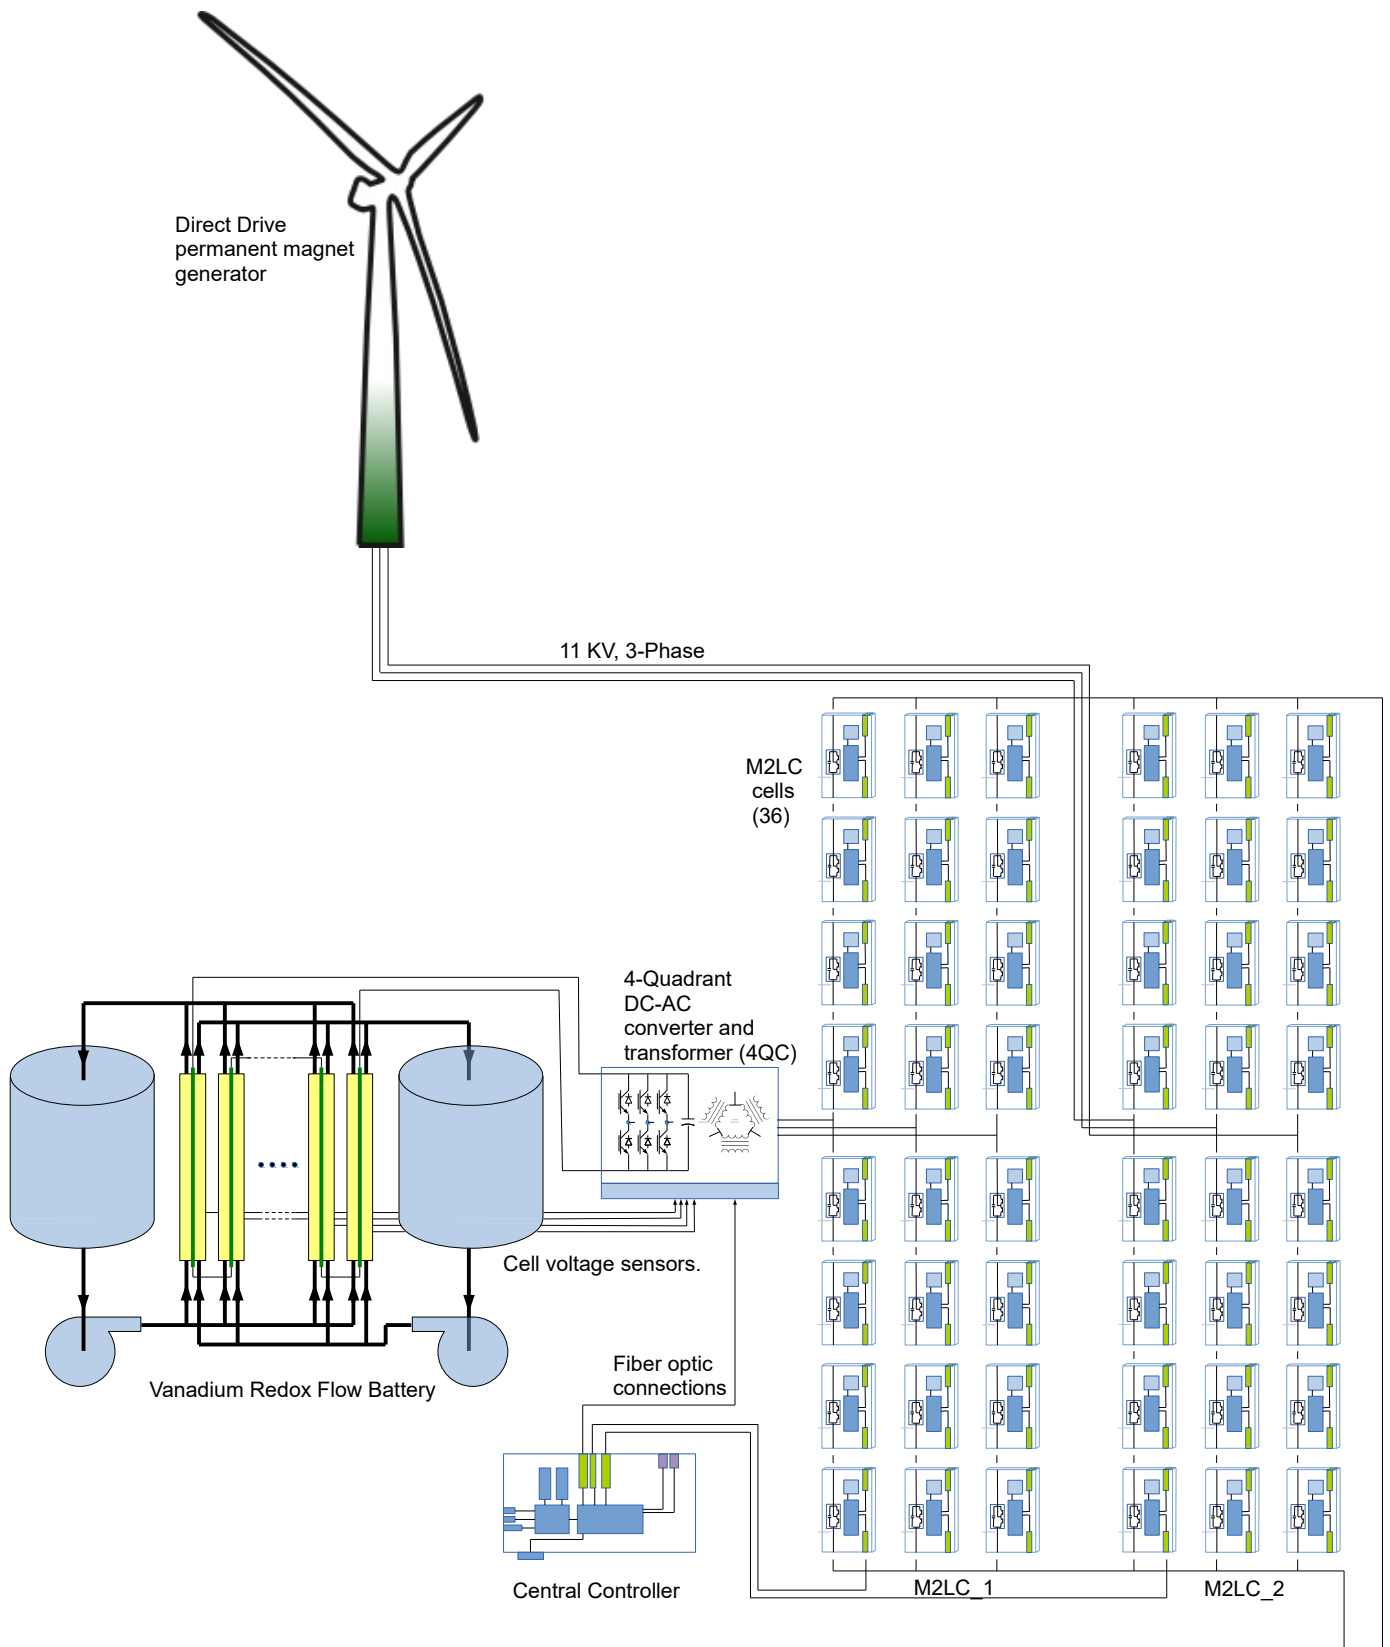 Direct Drive
permanent magnet
generator
11 KV, 3-Phase
M2LC
cells
(36)
4-Quadrant
DC-AC
converter and
transformer (4QC)
Cell voltage sensors.
Fiber optic
connections
Vanadium Redox Flow Battery
Central Controller
M2LC_1
M2LC_2